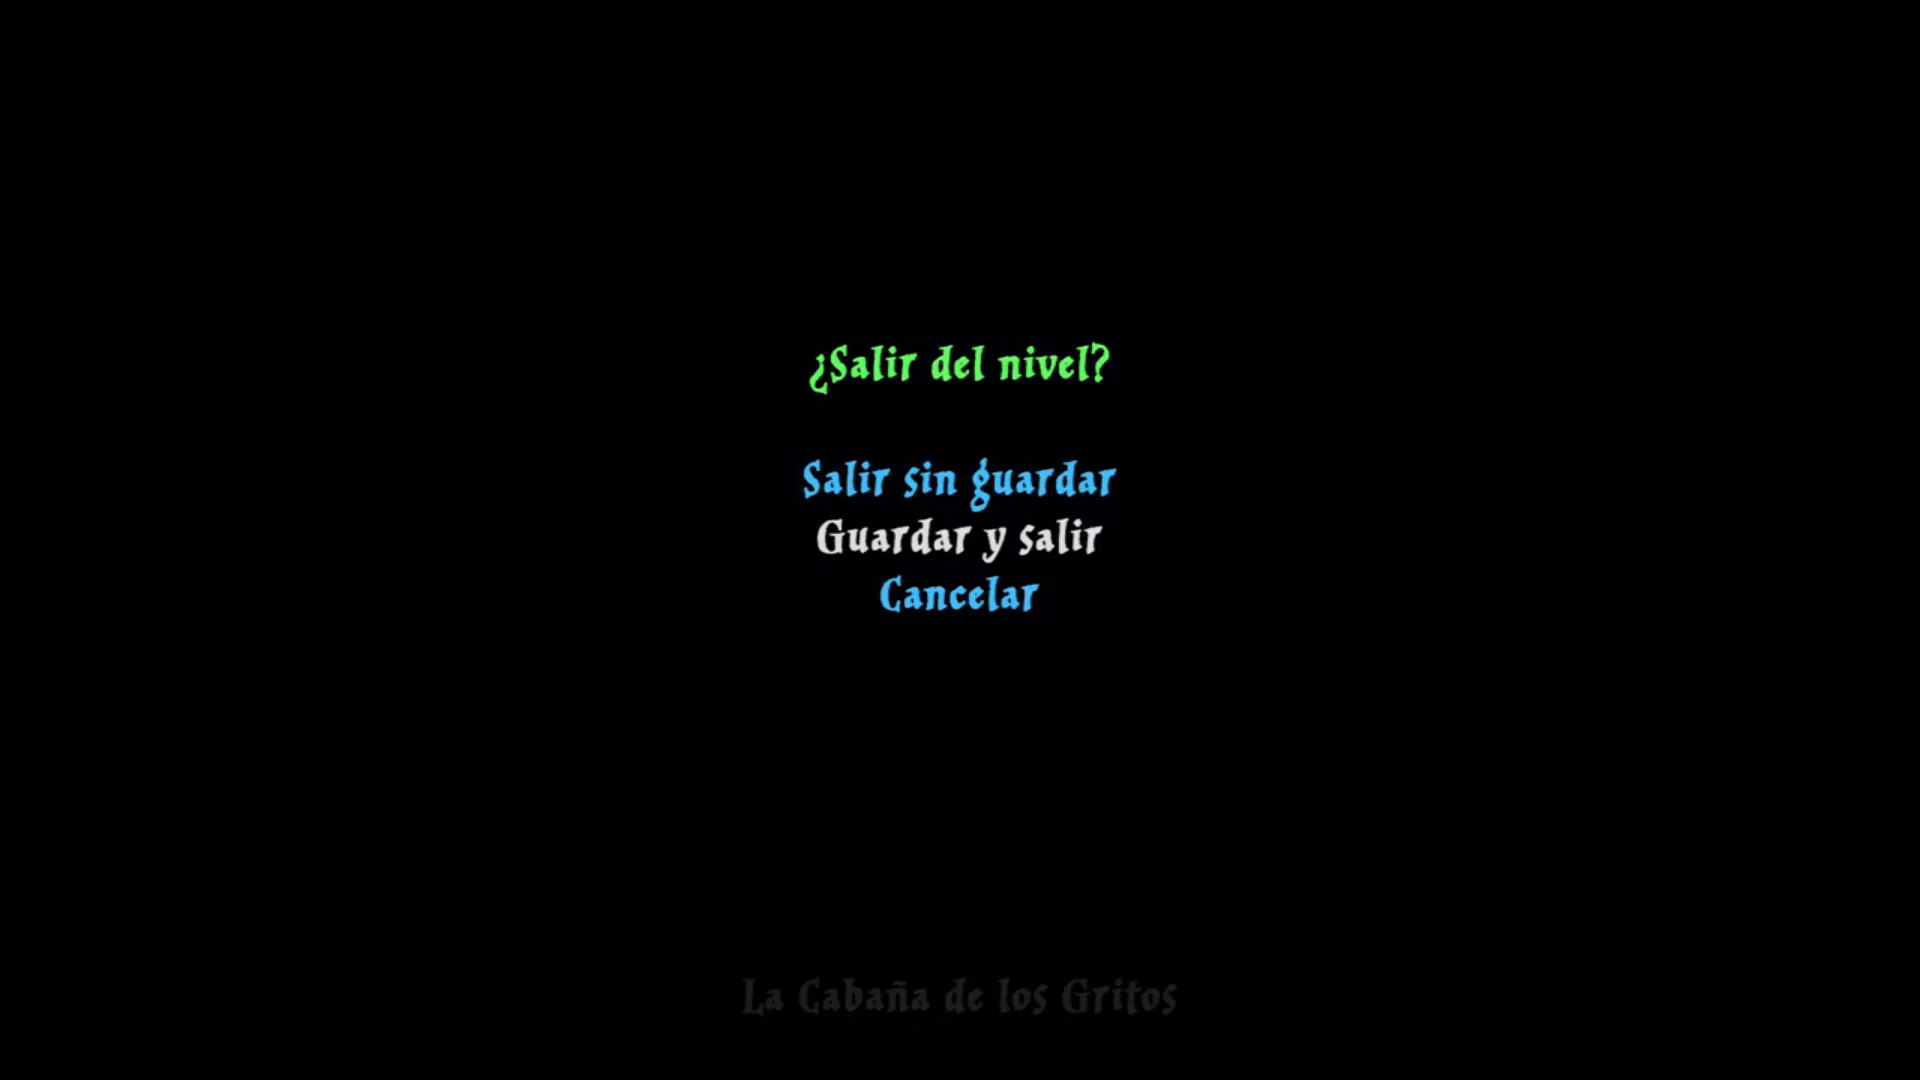 ¿Salir del nivel?
Salir sin guardar
Guardar y salir
Cancelar
La Cabaña de los Gritos